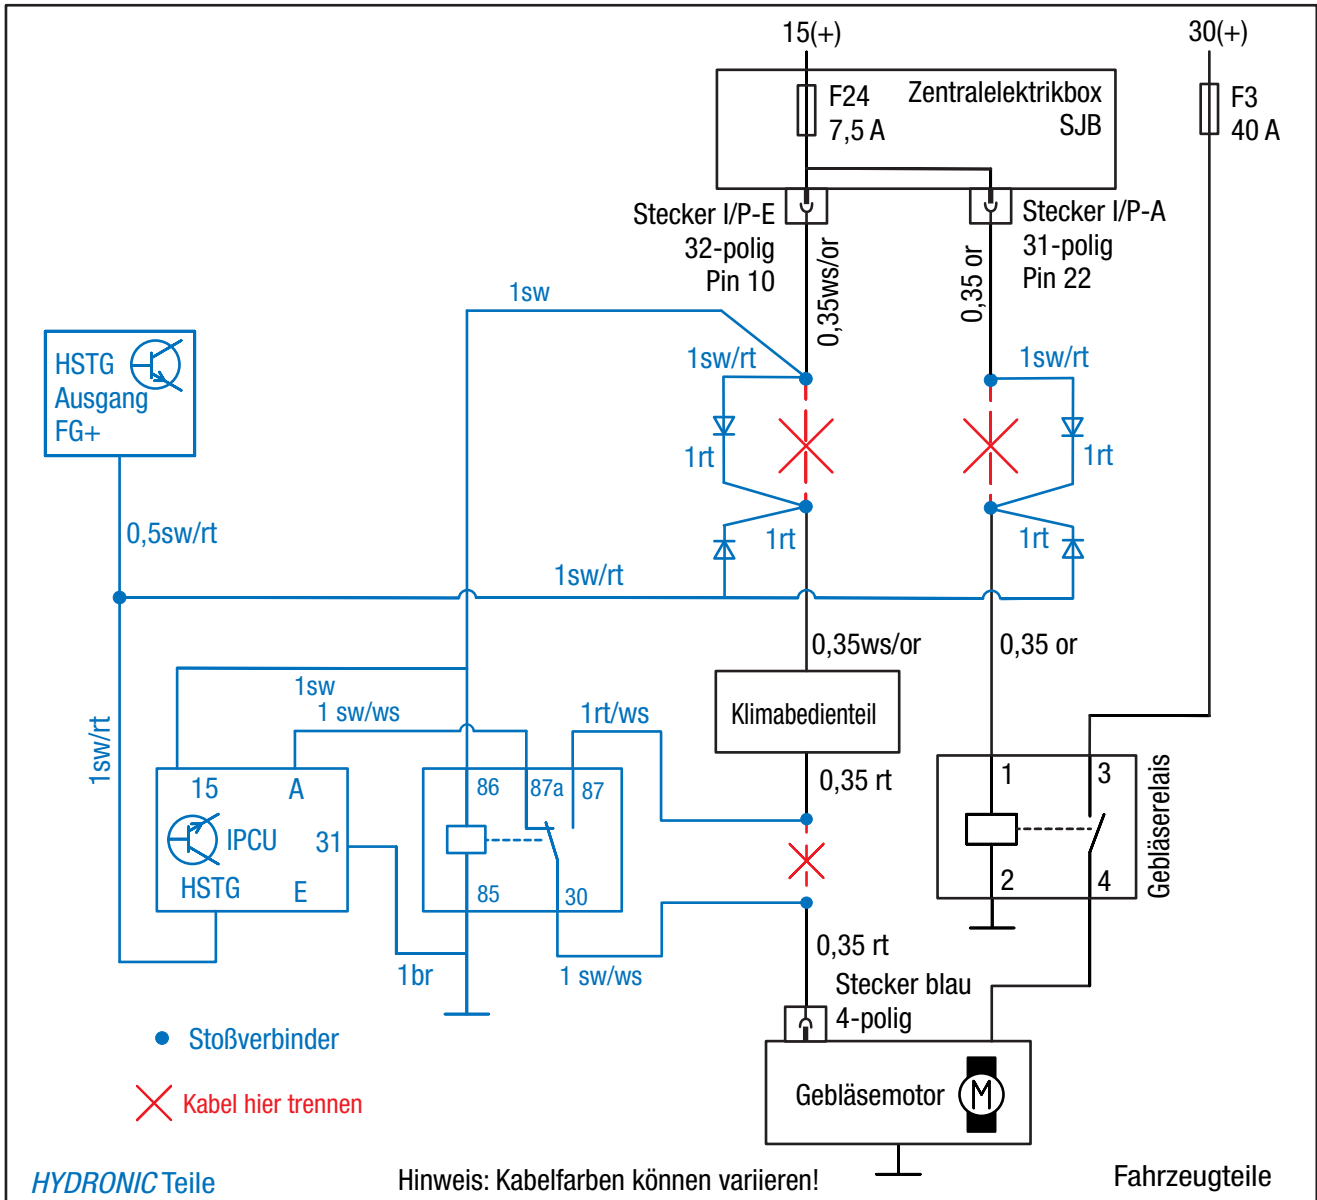 15(+)
30(+)
F24
7,5 A
Zentralelektrikbox
SJB
F3
40 A
Stecker I/P-E
32-polig
Pin 10
Stecker I/P-A
31-polig
Pin 22
0,35ws/or
0,35 or
1sw
1sw/rt
1sw/rt
HSTG
Ausgang
FG+
1rt
1rt
0,5sw/rt
1rt
1rt
1sw/rt
0,35ws/or
0,35 or
1sw
1 sw/ws
1rt/ws
Klimabedienteil
1sw/rt
0,35 rt
15
A
IPCU
31
HSTG
E
86
87a
87
85
30
1
3
2
4
Gebläserelais
1br
1 sw/ws
0,35 rt
Stecker blau
4-polig
Stoßverbinder
Kabel hier trennen
Gebläsemotor
M
HYDRONIC Teile
Hinweis: Kabelfarben können variieren!
Fahrzeugteile